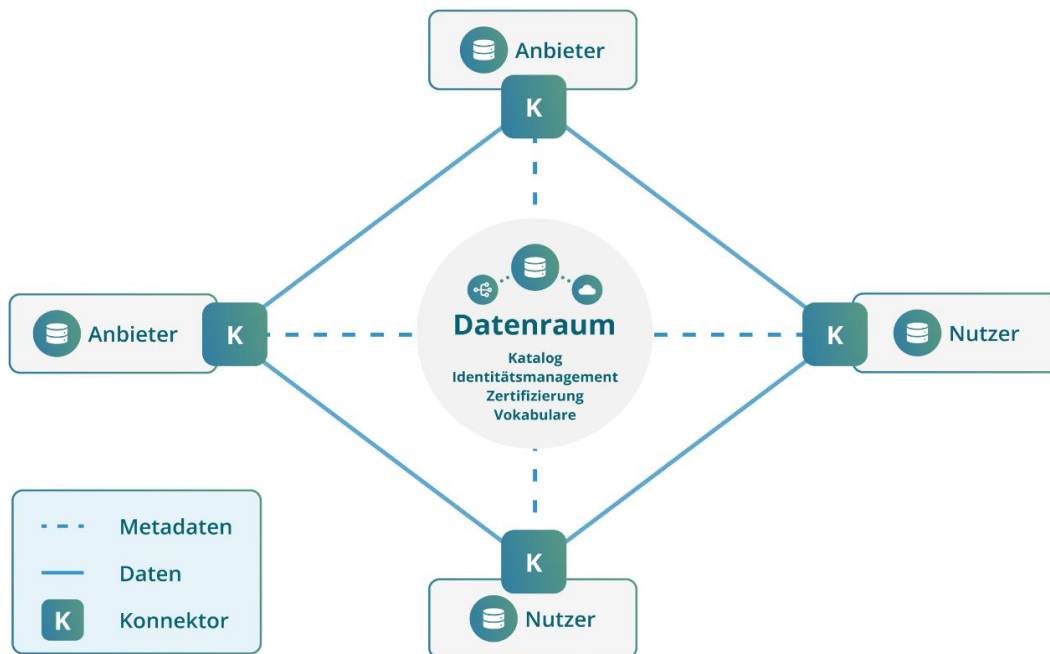 Anbieter
K
Datenraum
Katalog
Identitätsmanagement
Zertifizierung
Vokabulare
Anbieter
K
K
Nutzer
K
Nutzer
Metadaten
Daten
K
Konnektor